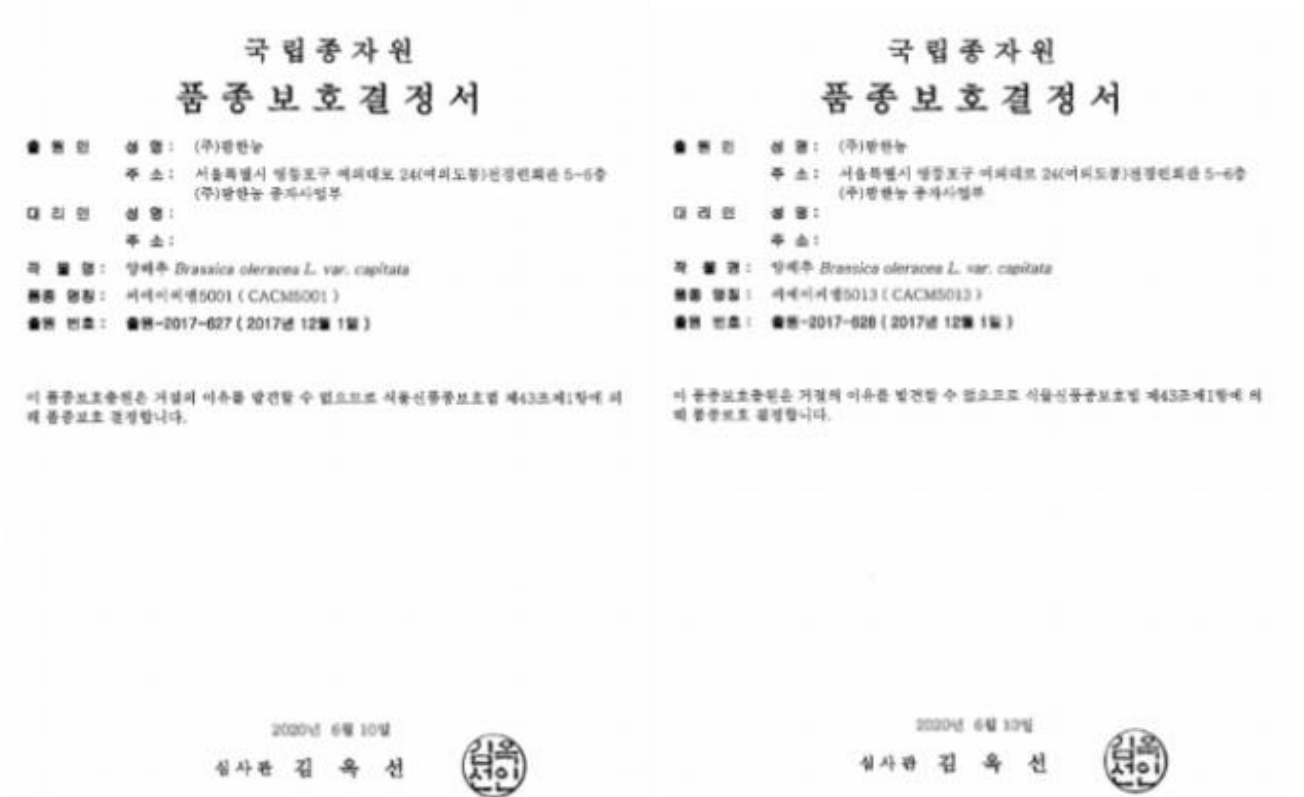 국립종자원
품종보호결정서
출 원 인 성 명 : (주)팜한농
주 소 : 서울특별시 영등포구 여의대로 24(여의도동)전경련회관 5-6층
(주)팜한농 종자사업부
대 리 인 성 명 :
주 소 :
작 물 명 : 양배추 Brassica oleracea L. var. capitata
품종 명칭 : 씨에이씨엠5001 ( CACM5001 )
출원 번호 : 출원-2017-627 ( 2017년 12월 1일 )
이 품종보호출원은 거절의 이유를 발견할 수 없으므로 식물신품종보호법 제43조제1항에 의
해 품종보호 결정합니다.
2020년 6월 10일
심사관 김 옥 선
김옥선인
국립종자원
품종보호결정서
출 원 인 성 명 : (주)팜한농
주 소 : 서울특별시 영등포구 여의대로 24(여의도동)전경련회관 5-6층
(주)팜한농 종자사업부
대 리 인 성 명 :
주 소 :
작 물 명 : 양배추 Brassica oleracea L. var. capitata
품종 명칭 : 씨에이씨엠5013 ( CACM5013 )
출원 번호 : 출원-2017-628 ( 2017년 12월 1일 )
이 품종보호출원은 거절의 이유를 발견할 수 없으므로 식물신품종보호법 제43조제1항에 의
해 품종보호 결정합니다.
2020년 6월 10일
심사관 김 옥 선
김옥선인